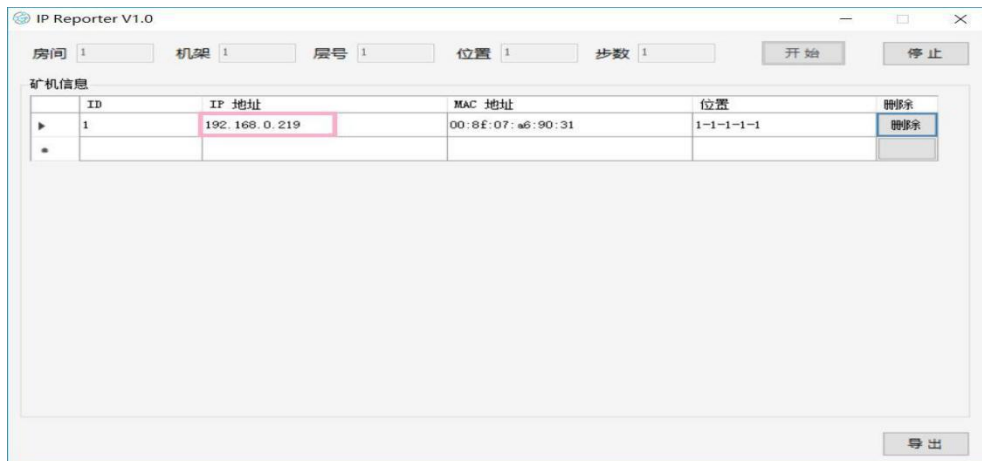 IP Reporter V1.0
房间 1 机架 1 层号 1 位置 1 步数 1 开始 停止
矿机信息
ID IP 地址 MAC 地址 位置 删除
1 192.168.0.219 00:8f:07:a6:90:31 1-1-1-1-1 删除
导出